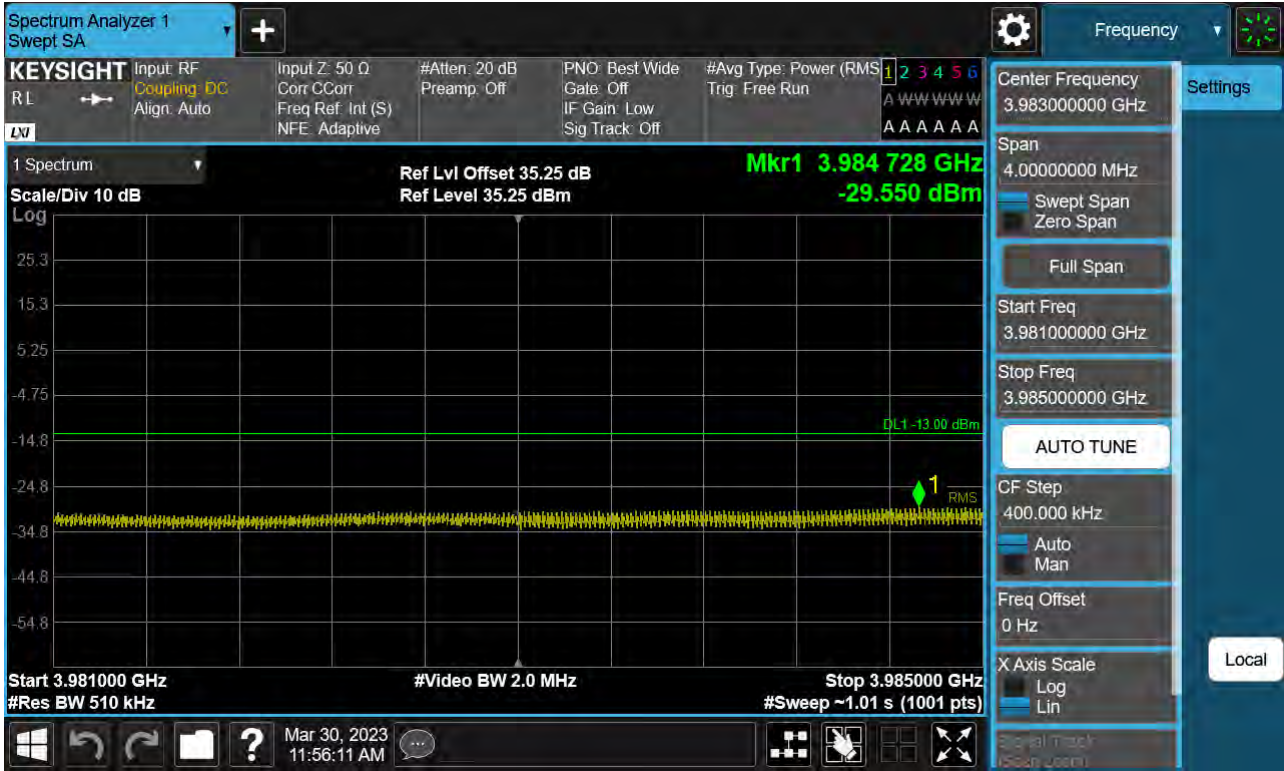 Spectrum Analyzer 1
Swept SA
+
Frequency
KEYSIGHT
RL
LXI
Input: RF
Coupling: DC
Align: Auto
Input Z: 50 Ω
Corr CCorr
Freq Ref: Int (S)
NFE: Adaptive
#Atten: 20 dB
Preamp: Off
PNO: Best Wide
Gate: Off
IF Gain: Low
Sig Track: Off
#Avg Type: Power (RMS
Trig: Free Run
1 2 3 4 5 6
A W W W W W
A A A A A A
1 Spectrum
Scale/Div 10 dB
Log
Ref Lvl Offset 35.25 dB
Ref Level 35.25 dBm
Mkr1 3.984 728 GHz
-29.550 dBm
25.3
15.3
5.25
-4.75
-14.8
-24.8
-34.8
-44.8
-54.8
DL1 -13.00 dBm
1
RMS
Start 3.981000 GHz
#Res BW 510 kHz
#Video BW 2.0 MHz
Stop 3.985000 GHz
#Sweep ~1.01 s (1001 pts)
Center Frequency
3.983000000 GHz
Span
4.00000000 MHz
Swept Span
Zero Span
Full Span
Start Freq
3.981000000 GHz
Stop Freq
3.985000000 GHz
AUTO TUNE
CF Step
400.000 kHz
Auto
Man
Freq Offset
0 Hz
X Axis Scale
Log
Lin
Signal Track
(Span Zoom)
Settings
Local
?
Mar 30, 2023
11:56:11 AM